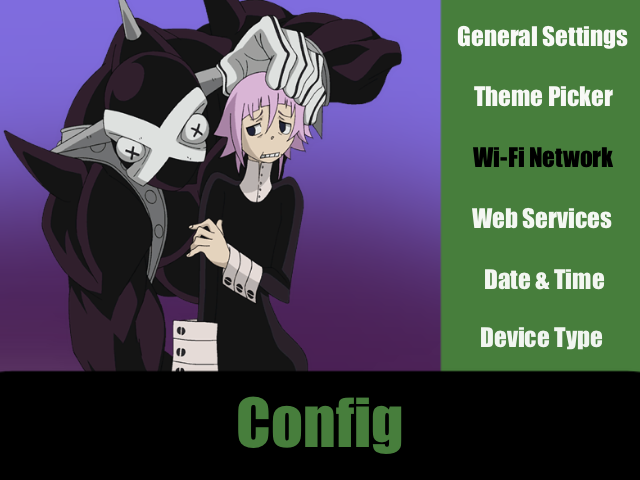 General Settings
Theme Picker
Wi-Fi Network
Web Services
Date & Time
Device Type
Config